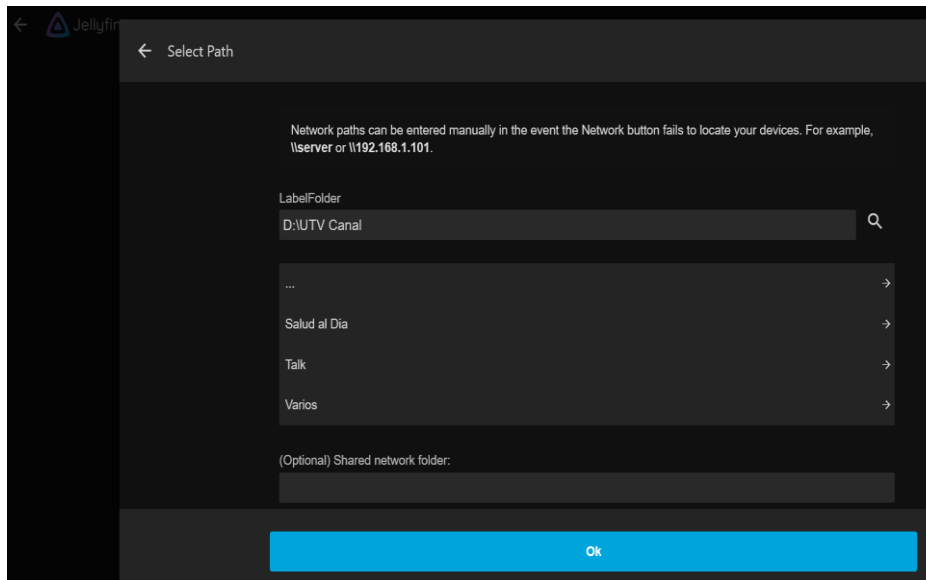 Jellyfin
Select Path
Network paths can be entered manually in the event the Network button fails to locate your devices. For example,
\\server or \\192.168.1.101.
LabelFolder
D:\UTV Canal
...
Salud al Dia
Talk
Varios
(Optional) Shared network folder:
Ok